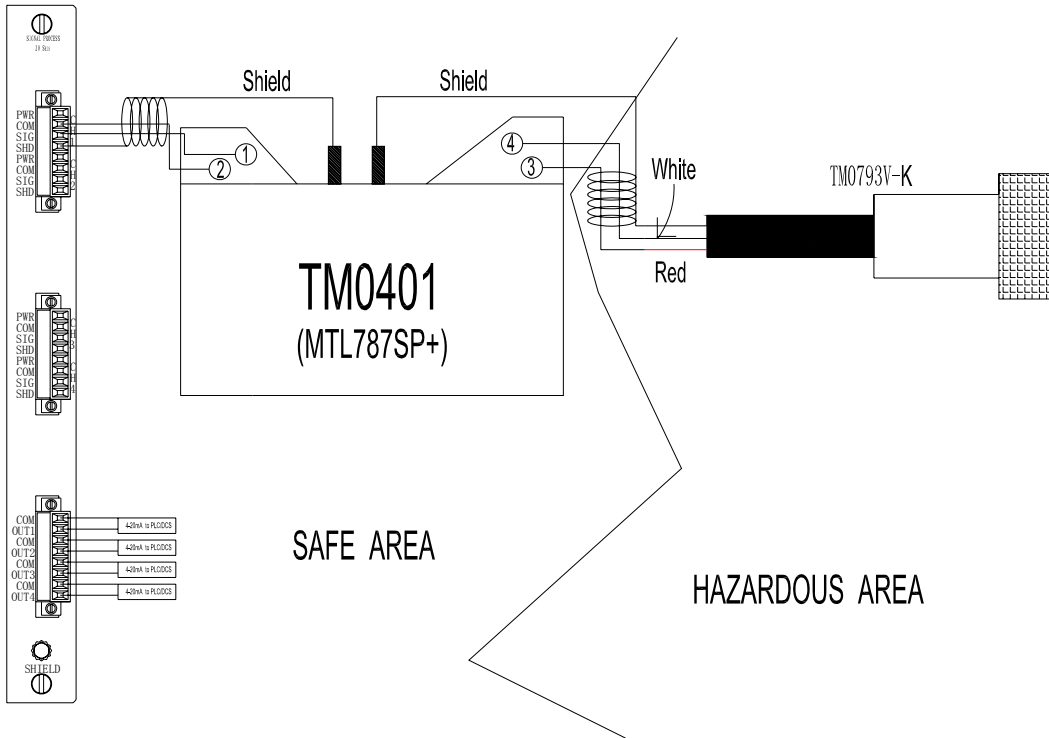 SIGNAL PROCESS
Shield
Shield
PWR
COM
SIG
SHD
PWR
COM
SIG
SHD
CH1
CH2
1
2
4
3
White
TM0793V-K
Red
TM0401
(MTL787SP+)
PWR
COM
SIG
SHD
PWR
COM
SIG
SHD
CH3
CH4
COM
OUT1
COM
OUT2
COM
OUT3
COM
OUT4
4-20mA to PLC/DCS
4-20mA to PLC/DCS
4-20mA to PLC/DCS
4-20mA to PLC/DCS
SAFE AREA
HAZARDOUS AREA
SHIELD